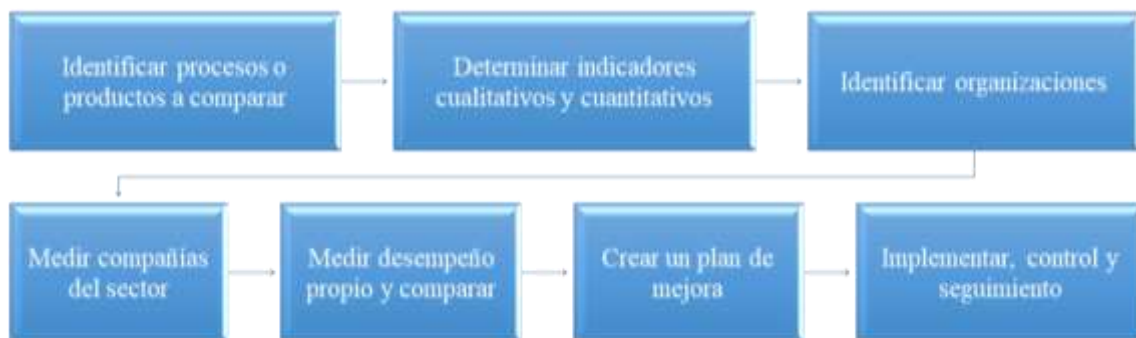 Identificar procesos o
productos a comparar
Determinar indicadores
cualitativos y cuantitativos
Identificar organizaciones
Medir compañías
del sector
Medir desempeño
propio y comparar
Crear un plan de
mejora
Implementar, control y
seguimiento